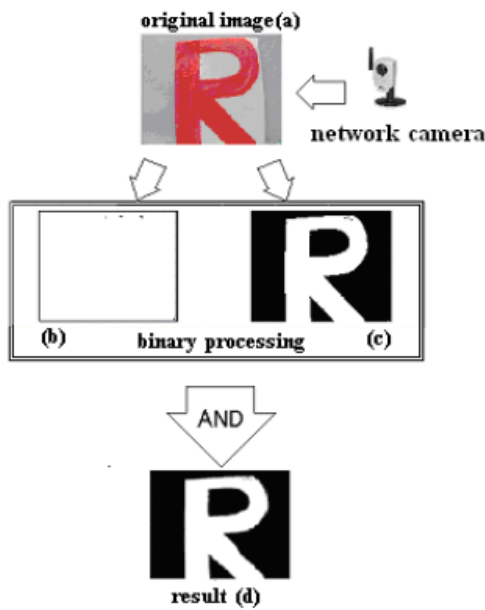 original image(a)
R
network camera
R
(b) binary processing (c)
AND
R
result (d)